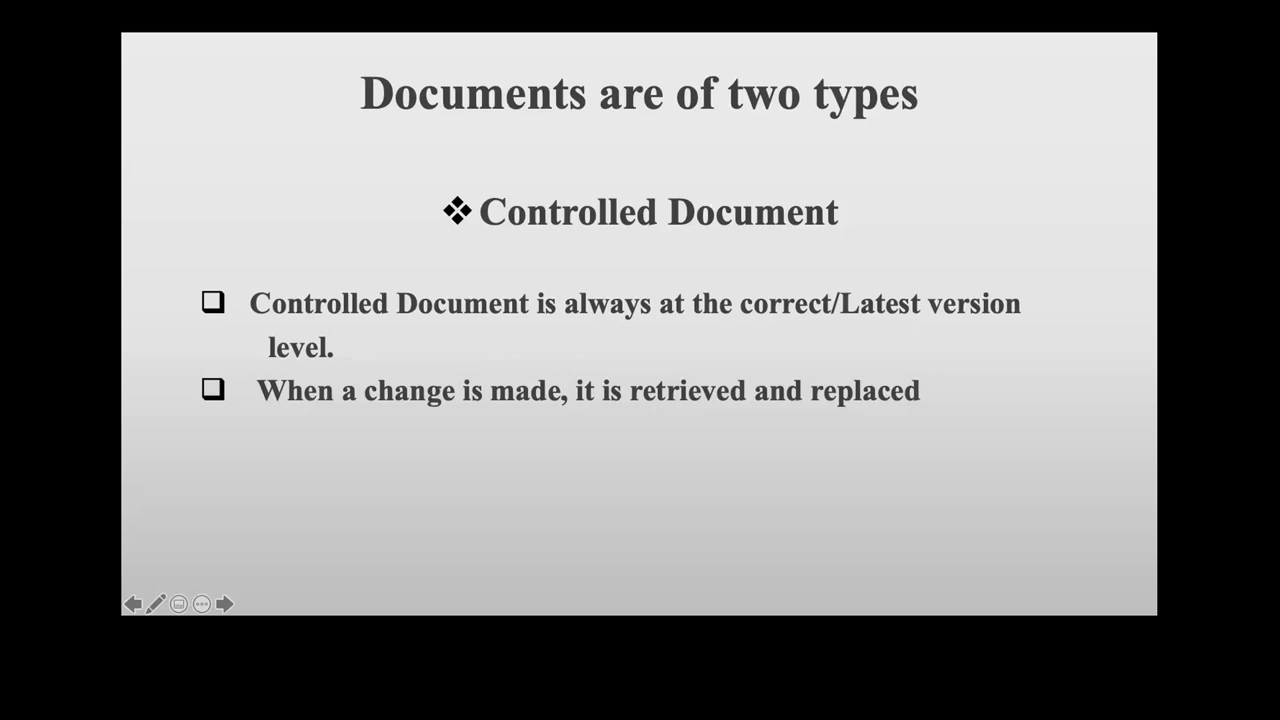 Documents are of two types
❖ Controlled Document
❑ Controlled Document is always at the correct/Latest version
level.
❑ When a change is made, it is retrieved and replaced